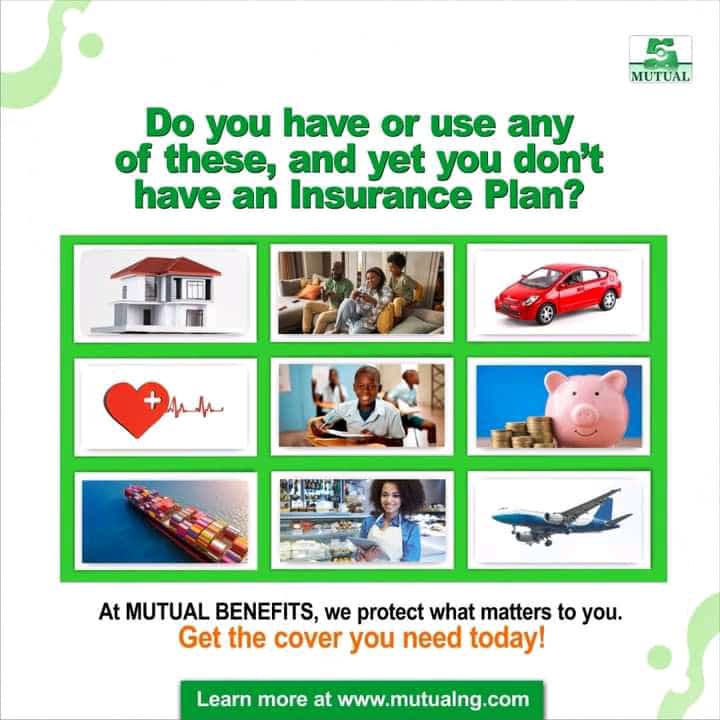 MUTUAL
Do you have or use any
of these, and yet you don't
have an Insurance Plan?
At MUTUAL BENEFITS, we protect what matters to you.
Get the cover you need today!
Learn more at www.mutualng.com